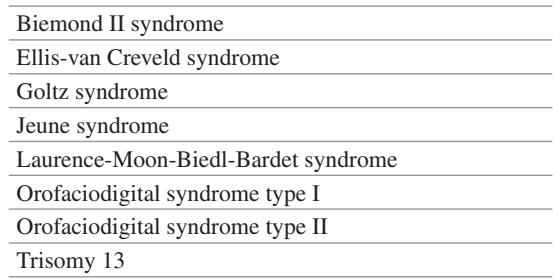 Biemond II syndrome
Ellis-van Creveld syndrome
Goltz syndrome
Jeune syndrome
Laurence-Moon-Biedl-Bardet syndrome
Orofaciodigital syndrome type I
Orofaciodigital syndrome type II
Trisomy 13